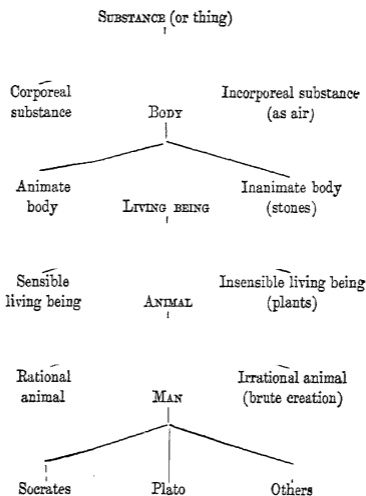 SUBSTANCE (or thing)
Corporeal
substance
Incorporeal substance
(as air)
BODY
Animate
body
Inanimate body
(stones)
LIVING BEING
Sensible
living being
Insensible living being
(plants)
ANIMAL
Rational
animal
Irrational animal
(brute creation)
MAN
Socrates
Plato
Others